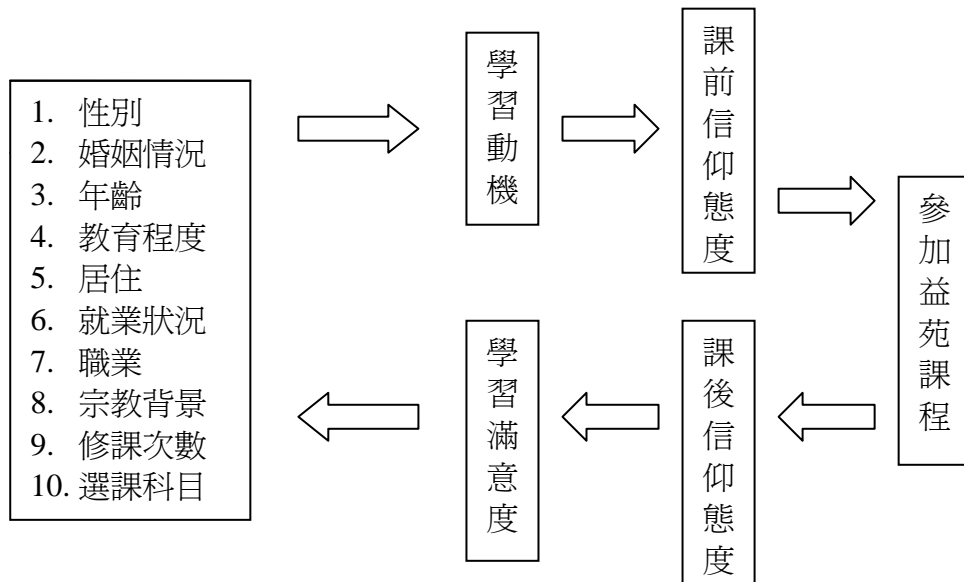 1. 性別
2. 婚姻情況
3. 年齡
4. 教育程度
5. 居住
6. 就業狀況
7. 職業
8. 宗教背景
9. 修課次數
10. 選課科目
學習動機
課前信仰態度
參加益苑課程
課後信仰態度
學習滿意度